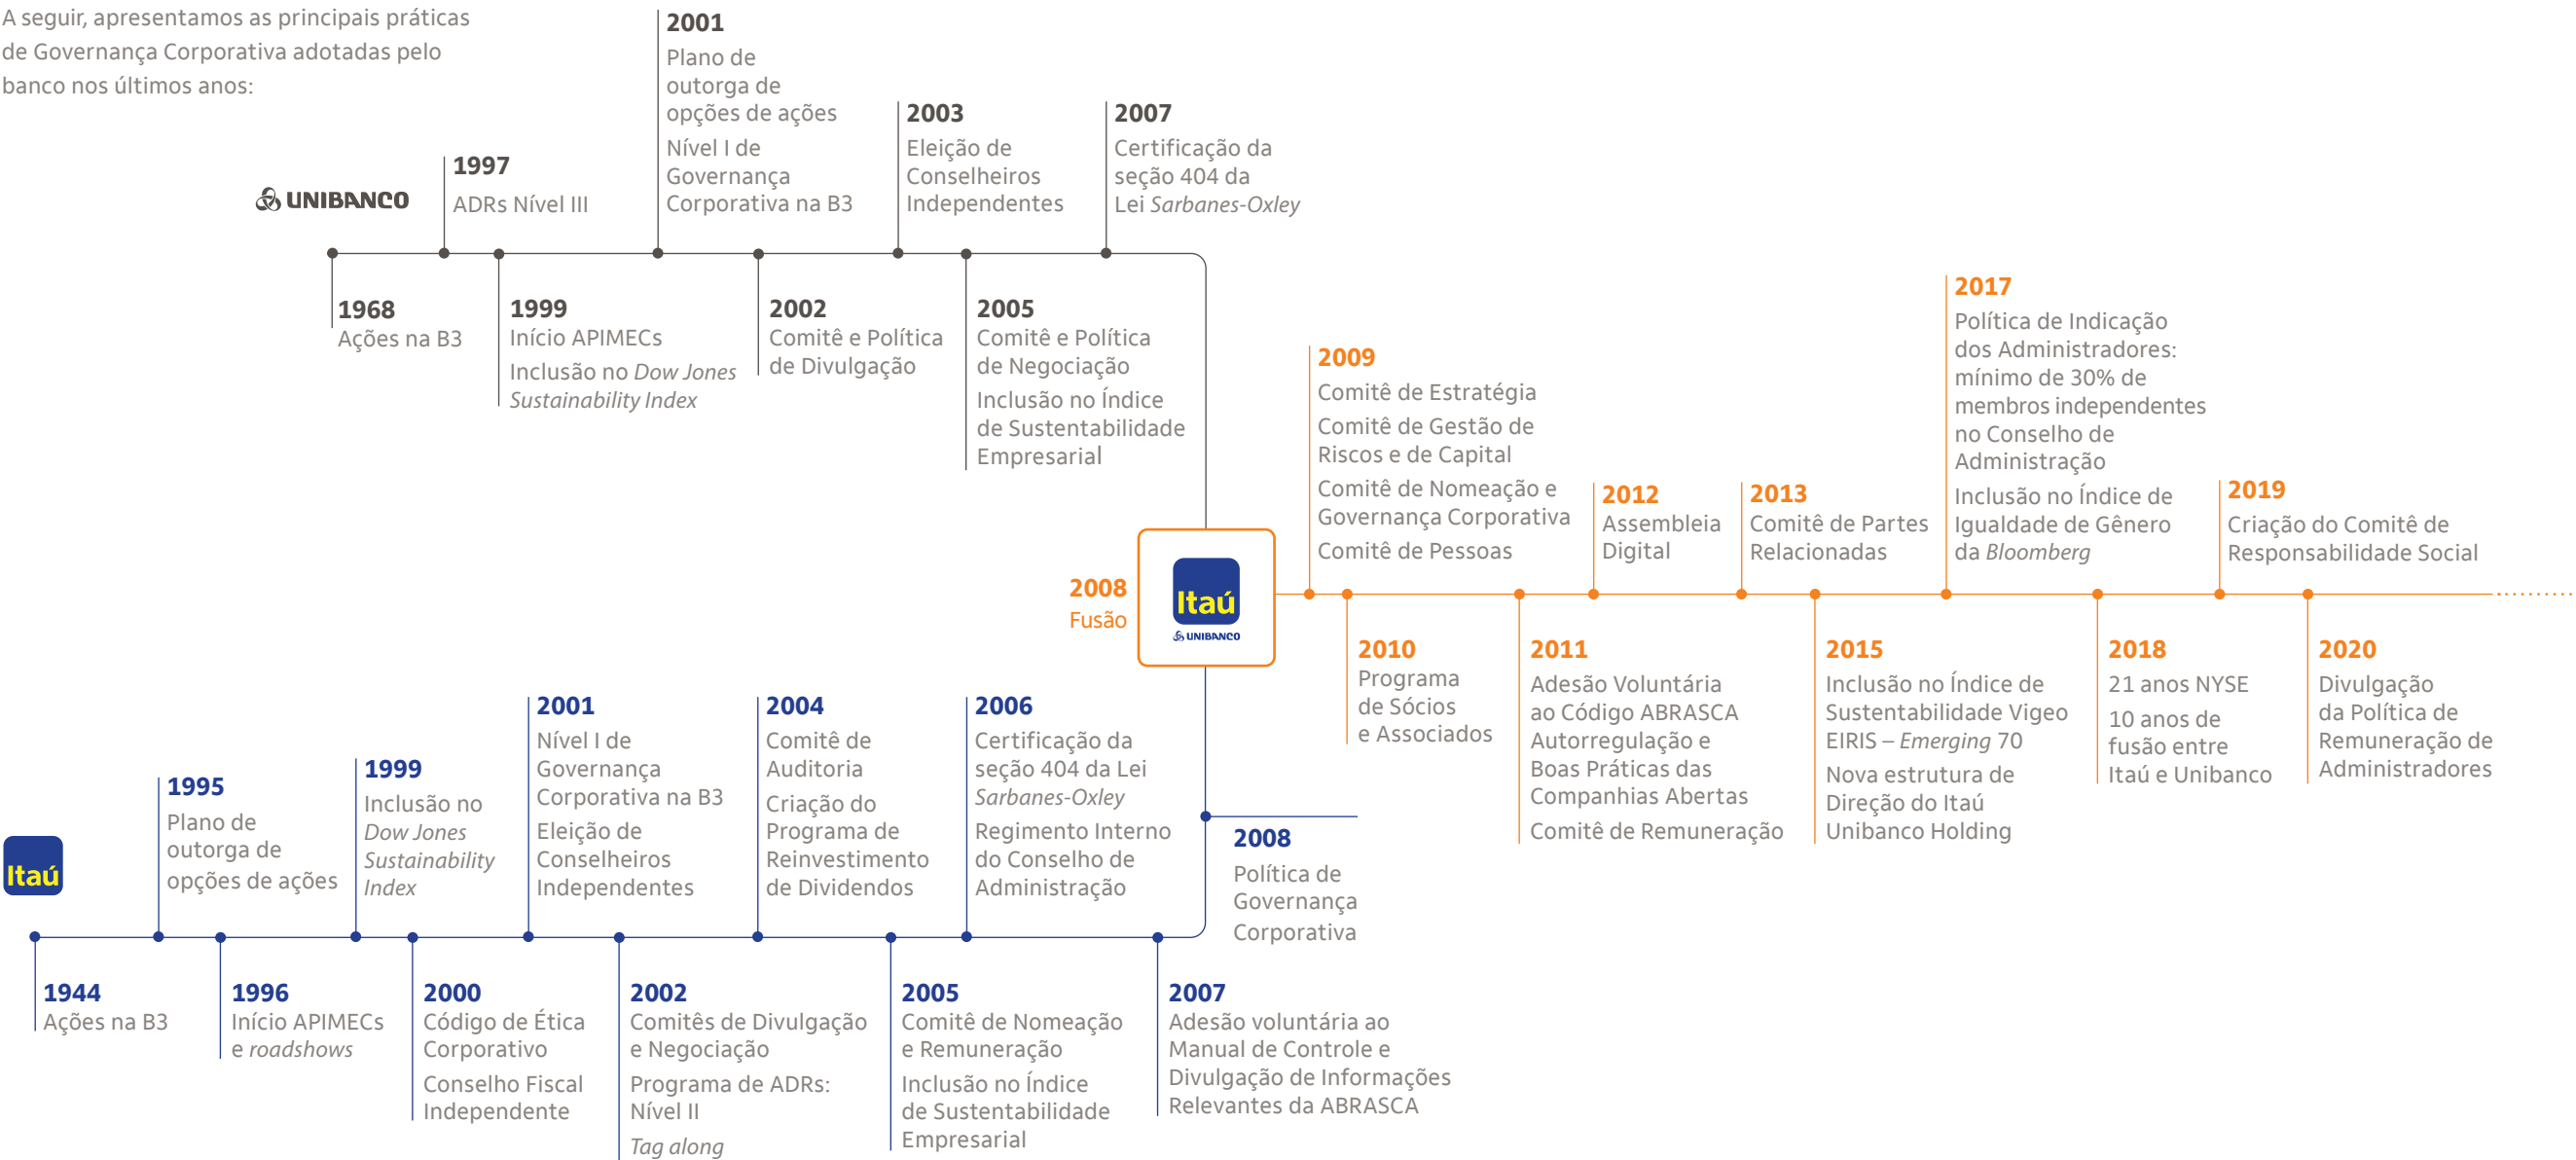 A seguir, apresentamos as principais práticas
de Governança Corporativa adotadas pelo
banco nos últimos anos:
UNIBANCO
1968
Ações na B3
1997
ADRs Nível III
1999
Início APIMECs
Inclusão no Dow Jones
Sustainability Index
2001
Plano de
outorga de
opções de ações
Nível I de
Governança
Corporativa na B3
2002
Comitê e Política
de Divulgação
2003
Eleição de
Conselheiros
Independentes
2005
Comitê e Política
de Negociação
Inclusão no Índice
de Sustentabilidade
Empresarial
2007
Certificação da
seção 404 da
Lei Sarbanes-Oxley
Itaú
1944
Ações na B3
1995
Plano de
outorga de
opções de ações
1996
Início APIMECs
e roadshows
1999
Inclusão no
Dow Jones
Sustainability
Index
2000
Código de Ética
Corporativo
Conselho Fiscal
Independente
2001
Nível I de
Governança
Corporativa na B3
Eleição de
Conselheiros
Independentes
2002
Comitês de Divulgação
e Negociação
Programa de ADRs:
Nível II
Tag along
2004
Comitê de
Auditoria
Criação do
Programa de
Reinvestimento
de Dividendos
2005
Comitê de Nomeação
e Remuneração
Inclusão no Índice
de Sustentabilidade
Empresarial
2006
Certificação da
seção 404 da Lei
Sarbanes-Oxley
Regimento Interno
do Conselho de
Administração
2007
Adesão voluntária ao
Manual de Controle e
Divulgação de Informações
Relevantes da ABRASCA
2008
Política de
Governança
Corporativa
2008
Fusão
Itaú
UNIBANCO
2009
Comitê de Estratégia
Comitê de Gestão de
Riscos e de Capital
Comitê de Nomeação e
Governança Corporativa
Comitê de Pessoas
2010
Programa
de Sócios
e Associados
2011
Adesão Voluntária
ao Código ABRASCA
Autorregulação e
Boas Práticas das
Companhias Abertas
Comitê de Remuneração
2012
Assembleia
Digital
2013
Comitê de Partes
Relacionadas
2015
Inclusão no Índice de
Sustentabilidade Vigeo
EIRIS – Emerging 70
Nova estrutura de
Direção do Itaú
Unibanco Holding
2017
Política de Indicação
dos Administradores:
mínimo de 30% de
membros independentes
no Conselho de
Administração
Inclusão no Índice de
Igualdade de Gênero
da Bloomberg
2018
21 anos NYSE
10 anos de
fusão entre
Itaú e Unibanco
2019
Criação do Comitê de
Responsabilidade Social
2020
Divulgação
da Política de
Remuneração de
Administradores